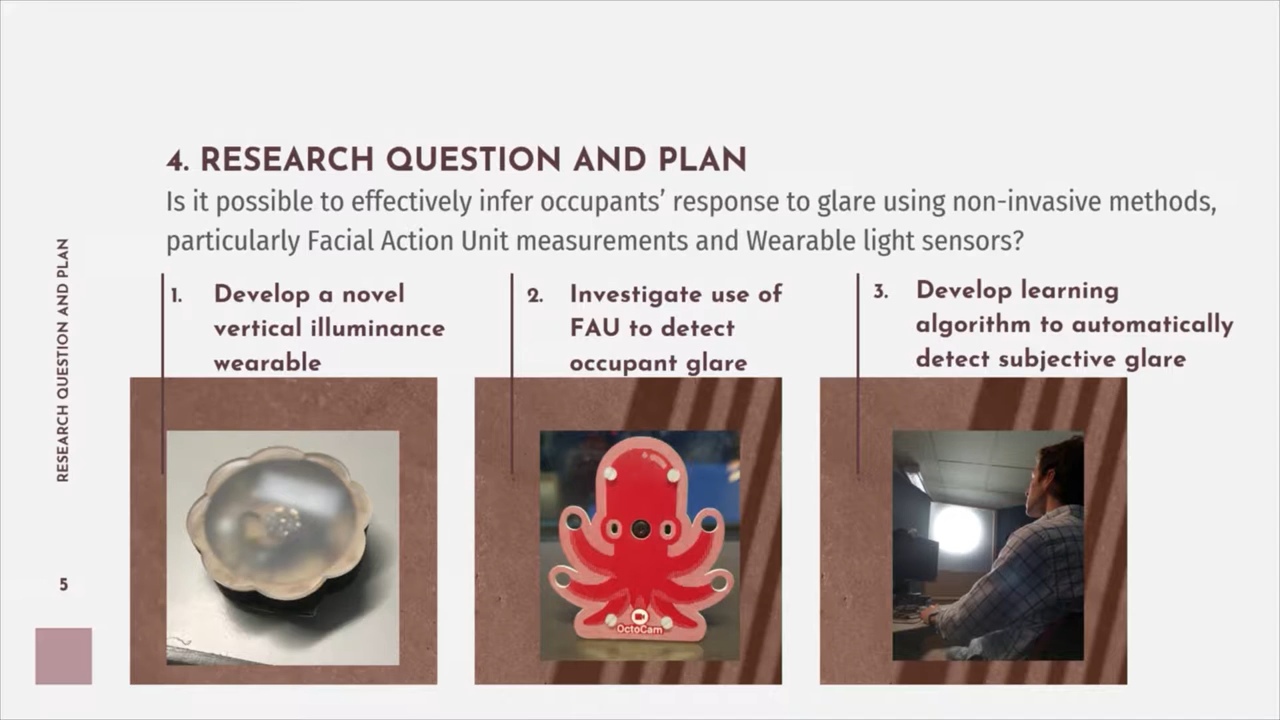 4. RESEARCH QUESTION AND PLAN
Is it possible to effectively infer occupants’ response to glare using non-invasive methods,
particularly Facial Action Unit measurements and Wearable light sensors?
1. Develop a novel
vertical illuminance
wearable
2. Investigate use of
FAU to detect
occupant glare
3. Develop learning
algorithm to automatically
detect subjective glare
OctoCam
RESEARCH QUESTION AND PLAN
5